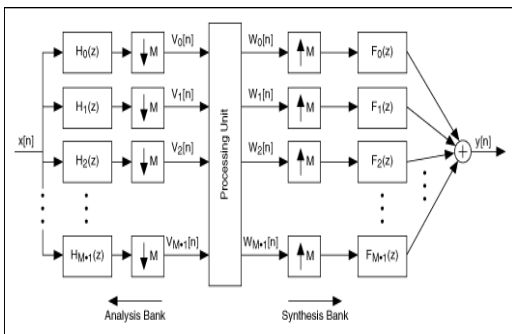 H0(z) M V0[n] W0[n] M F0(z)
H1(z) M V1[n] W1[n] M F1(z)
x[n] H2(z) M V2[n] Processing Unit W2[n] M F2(z) + y[n]
HM•1(z) M VM•1[n] WM•1[n] M FM•1(z)
Analysis Bank Synthesis Bank